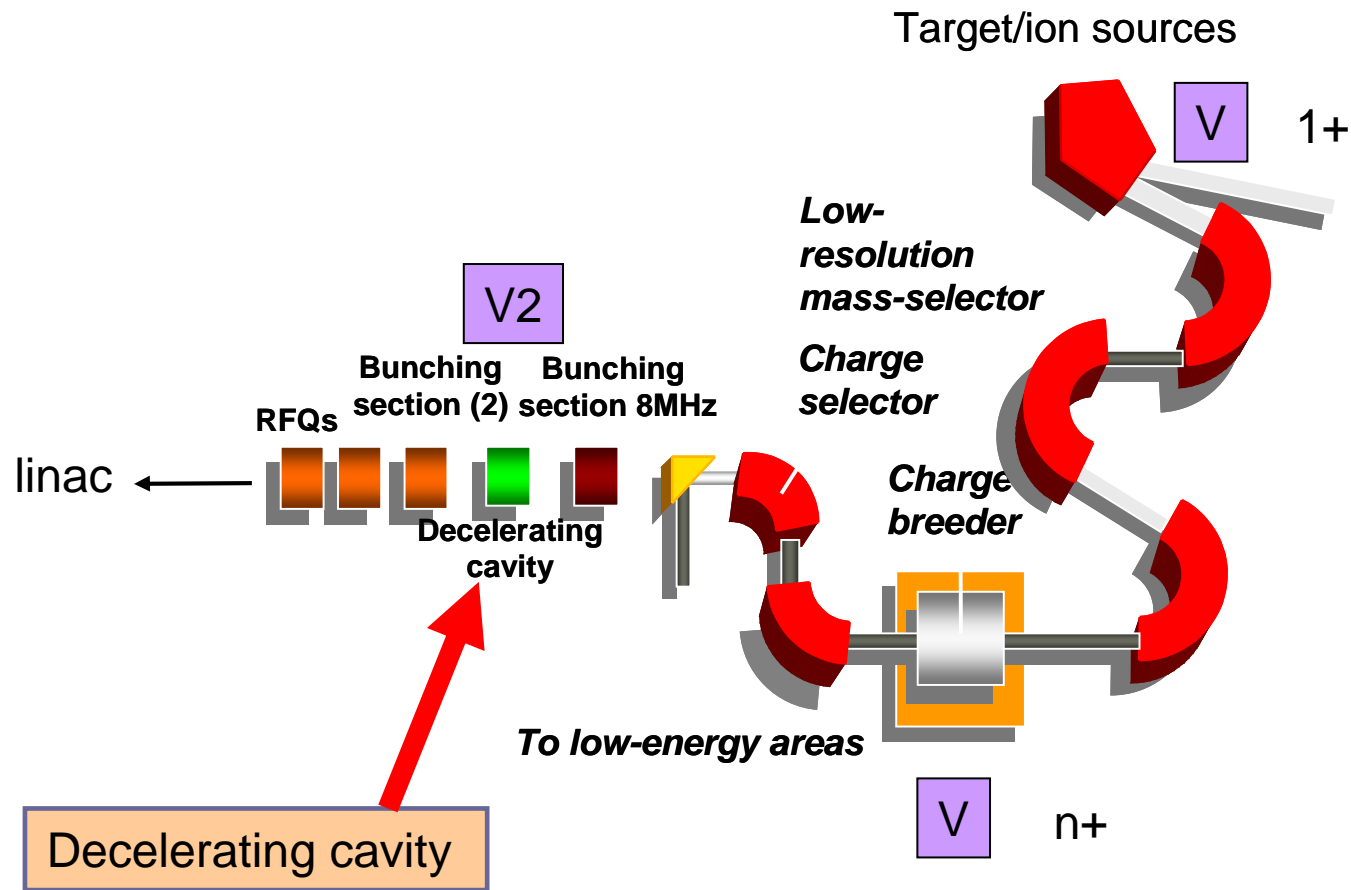 Target/ion sources
V
1+
Low-
resolution
mass-selector
V2
Charge
selector
Bunching
section (2)
Bunching
section 8MHz
RFQs
linac
Decelerating
cavity
Charge
breeder
To low-energy areas
V
n+
Decelerating cavity